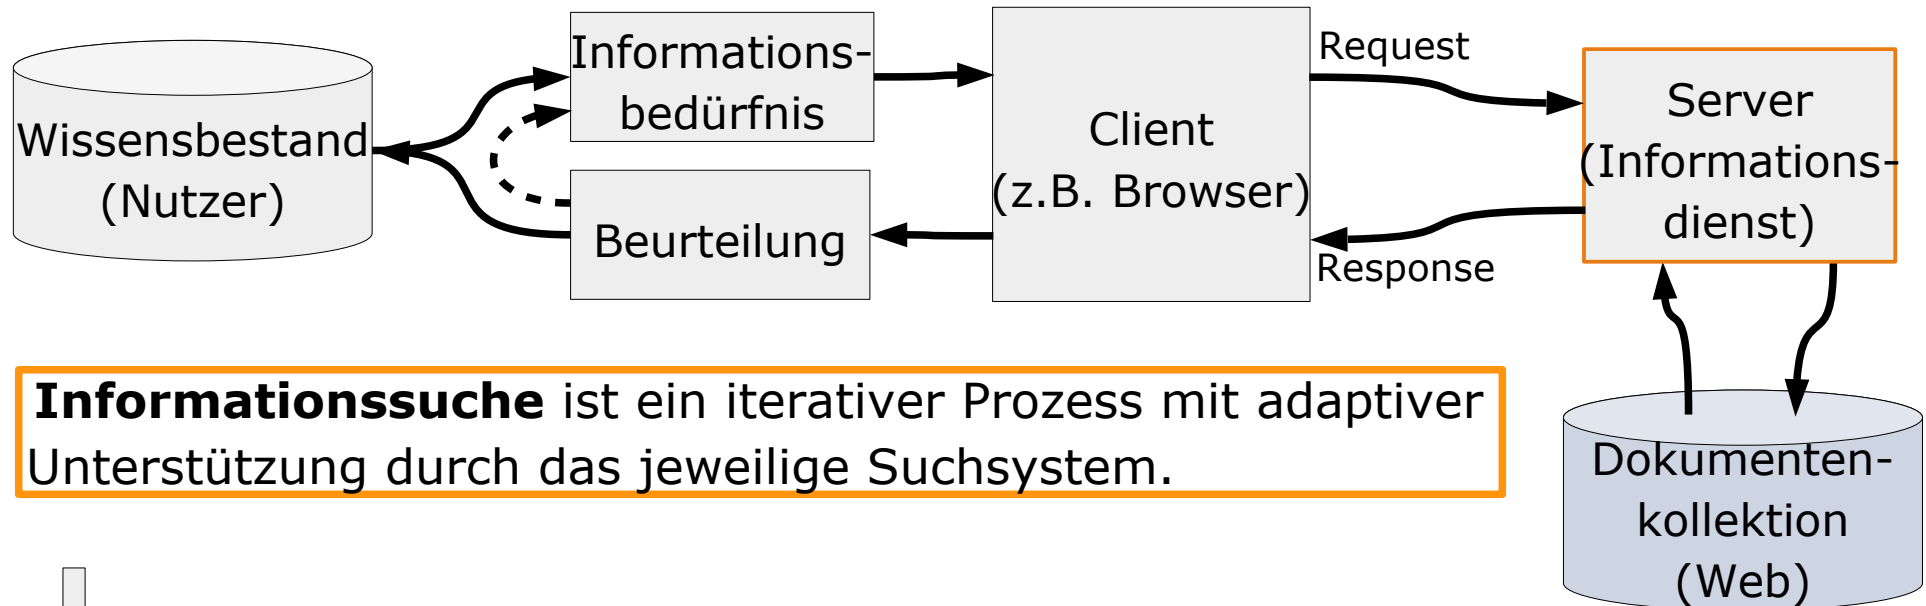 Wissensbestand
(Nutzer)
Informations-
bedürfnis
Beurteilung
Client
(z.B. Browser)
Request
Response
Server
(Informations-
dienst)
Dokumenten-
kollektion
(Web)
Informationssuche ist ein iterativer Prozess mit adaptiver
Unterstützung durch das jeweilige Suchsystem.